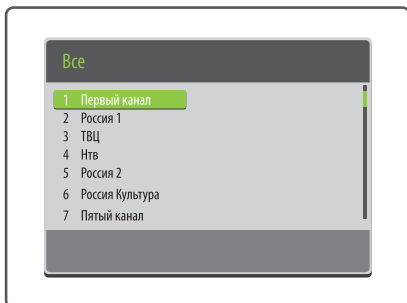 Все
1 Первый канал
2 Россия 1
3 ТВЦ
4 Нтв
5 Россия 2
6 Россия Культура
7 Пятый канал